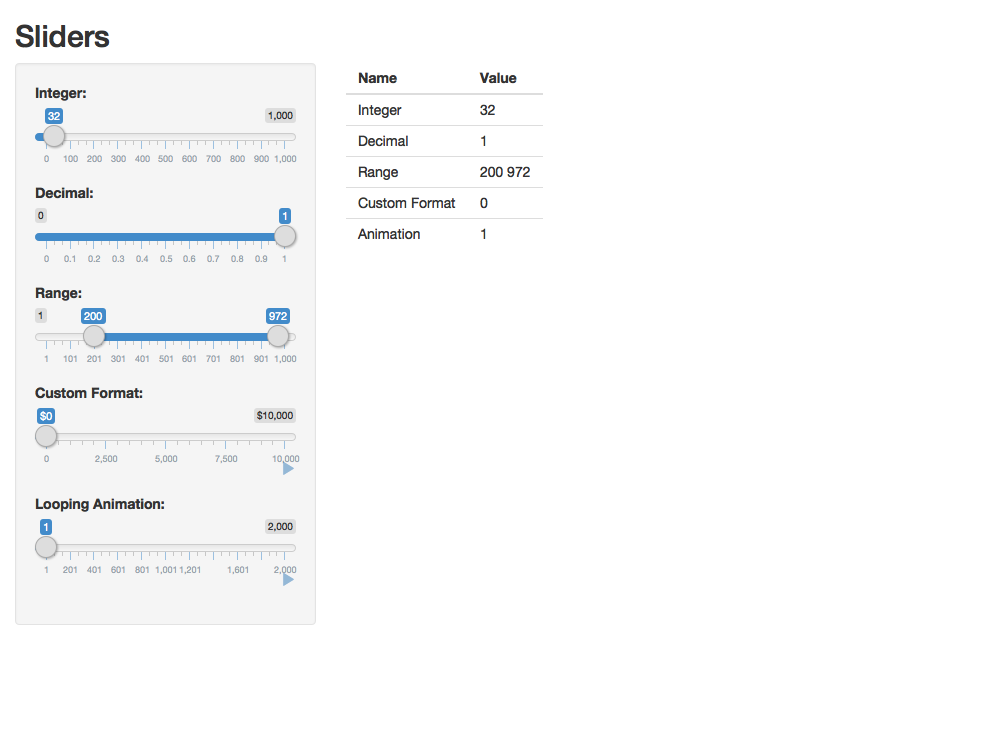 Sliders
Integer:
32 1,000
0 100 200 300 400 500 600 700 800 900 1,000
Decimal:
0 1
0 0.1 0.2 0.3 0.4 0.5 0.6 0.7 0.8 0.9 1
Range:
1 200 972
1 101 201 301 401 501 601 701 801 901 1,000
Custom Format:
$0 $10,000
0 2,500 5,000 7,500 10,000
Looping Animation:
1 2,000
1 201 401 601 801 1,001 1,201 1,601 2,000
Name Value
Integer 32
Decimal 1
Range 200 972
Custom Format 0
Animation 1